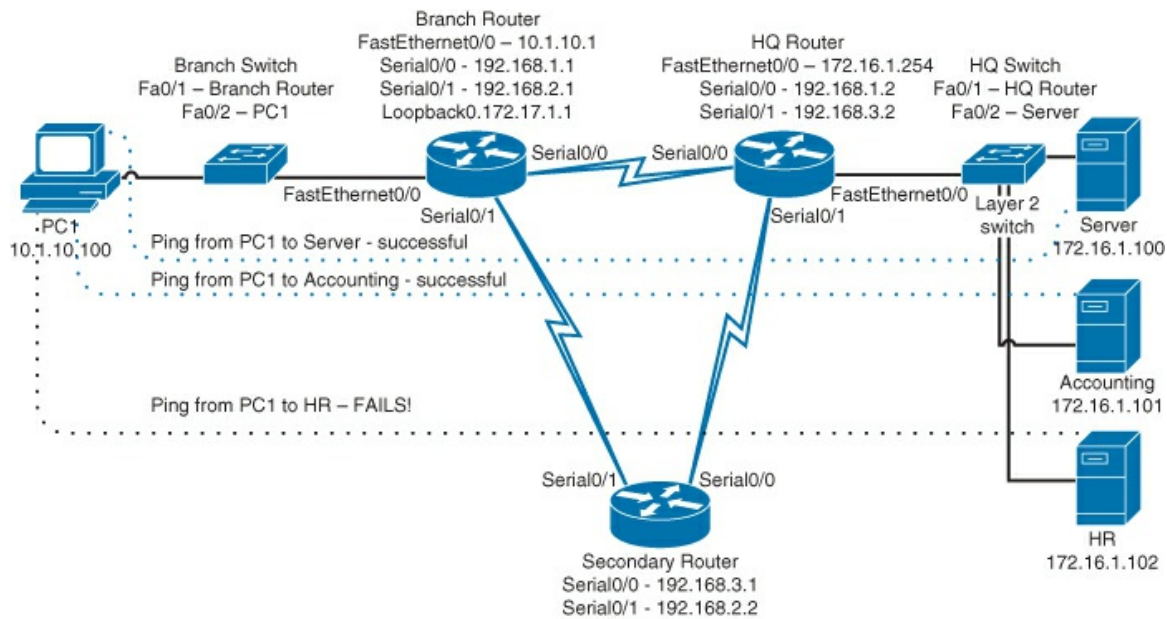 Branch Router
FastEthernet0/0 – 10.1.10.1
Serial0/0 - 192.168.1.1
Serial0/1 - 192.168.2.1
Loopback0.172.17.1.1
HQ Router
FastEthernet0/0 – 172.16.1.254
Serial0/0 - 192.168.1.2
Serial0/1 - 192.168.3.2
Branch Switch
Fa0/1 – Branch Router
Fa0/2 – PC1
HQ Switch
Fa0/1 – HQ Router
Fa0/2 – Server
Serial0/0
Serial0/0
FastEthernet0/0
FastEthernet0/0
Serial0/1
Serial0/1
Layer 2
switch
PC1
10.1.10.100
Server
172.16.1.100
Ping from PC1 to Server - successful
Ping from PC1 to Accounting - successful
Accounting
172.16.1.101
Ping from PC1 to HR – FAILS!
Serial0/1
Serial0/0
HR
172.16.1.102
Secondary Router
Serial0/0 - 192.168.3.1
Serial0/1 - 192.168.2.2